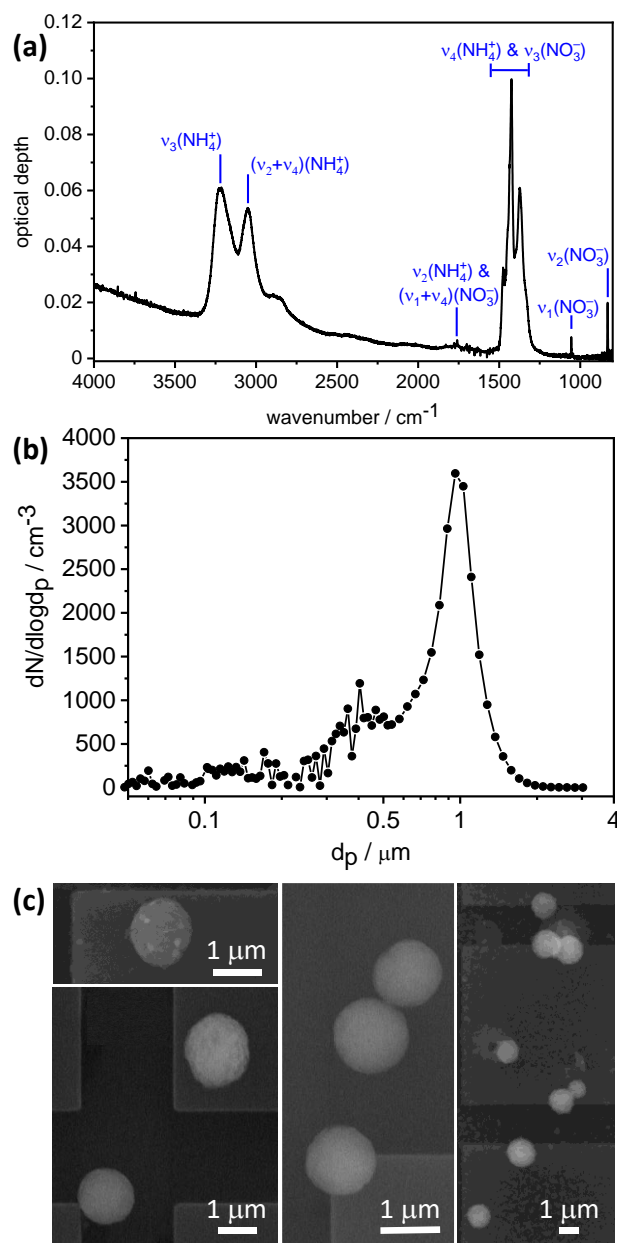 (a)
0.12
0.10
0.08
0.06
0.04
0.02
0
optical depth
ν₄(NH₄⁺) & ν₃(NO₃⁻)
ν₃(NH₄⁺)
(ν₂+ν₄)(NH₄⁺)
ν₂(NH₄⁺) &
(ν₁+ν₄)(NO₃⁻)
ν₂(NO₃⁻)
ν₁(NO₃⁻)
4000 3500 3000 2500 2000 1500 1000
wavenumber / cm⁻¹
(b)
4000
3500
3000
2500
2000
1500
1000
500
0
dN/dlogdₚ / cm⁻³
0.1 0.5 1 4
dₚ / μm
(c)
1 μm
1 μm
1 μm
1 μm